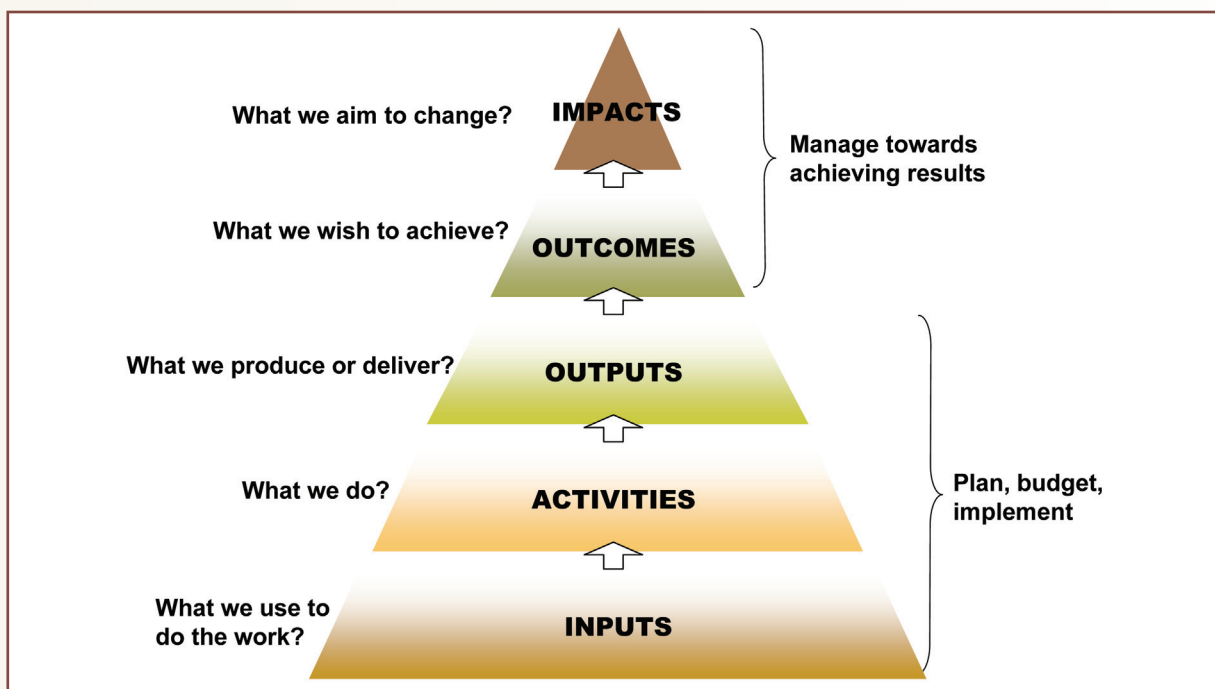 What we aim to change?
IMPACTS
Manage towards
achieving results
What we wish to achieve?
OUTCOMES
What we produce or deliver?
OUTPUTS
What we do?
ACTIVITIES
Plan, budget,
implement
What we use to
do the work?
INPUTS